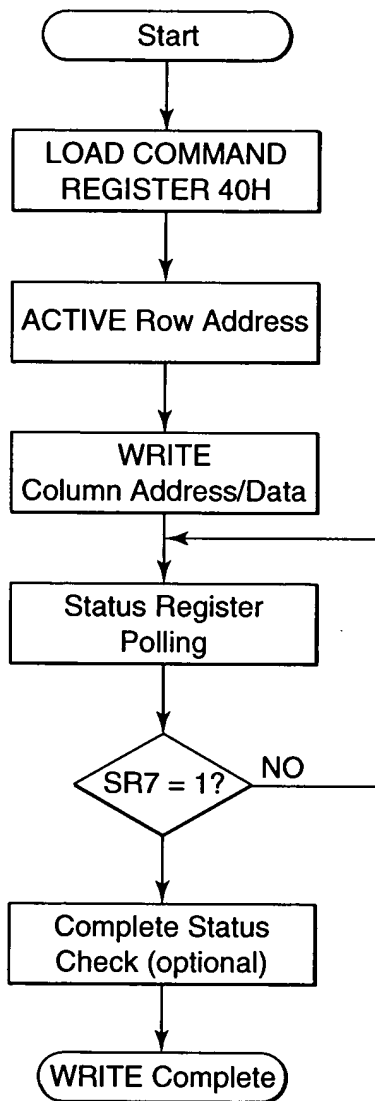 Start
LOAD COMMAND
REGISTER 40H
ACTIVE Row Address
WRITE
Column Address/Data
Status Register
Polling
SR7 = 1?
NO
Complete Status
Check (optional)
WRITE Complete